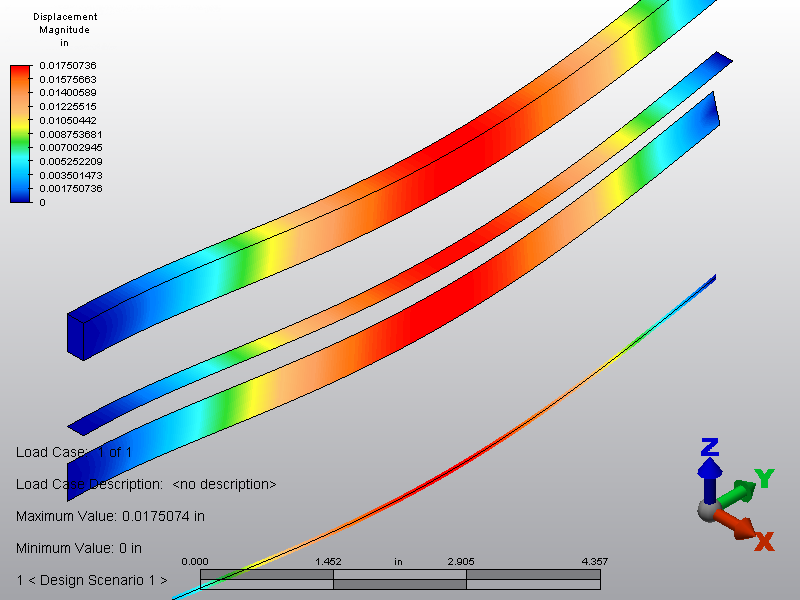 Displacement
Magnitude
in
0.01750736
0.01575663
0.01400589
0.01225515
0.01050442
0.008753681
0.007002945
0.005252209
0.003501473
0.001750736
0
Load Case: 1 of 1
Load Case Description: <no description>
Maximum Value: 0.0175074 in
Minimum Value: 0 in
1 < Design Scenario 1 >
0.000 1.452 in 2.905 4.357
Z
Y
X